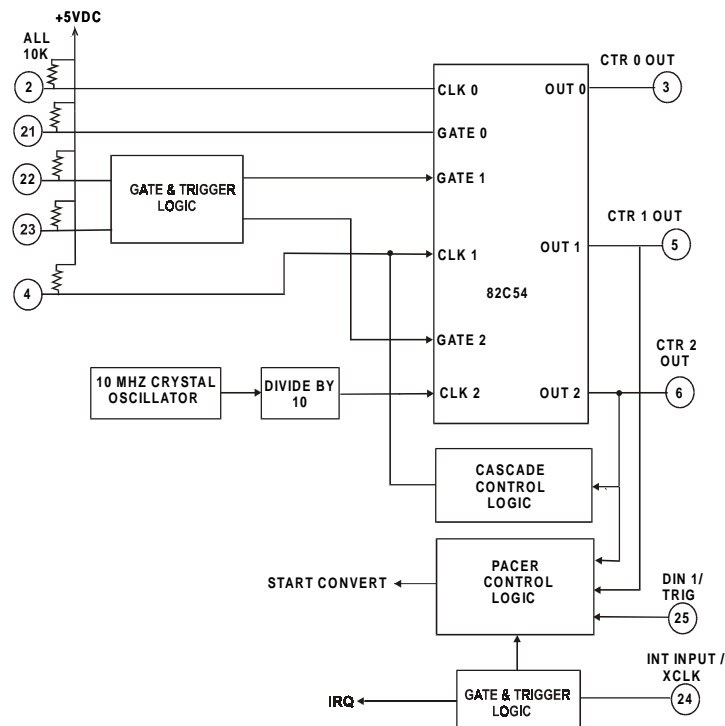 +5VDC
ALL
10K
2
CLK 0
OUT 0
CTR 0 OUT
3
21
GATE 0
22
GATE & TRIGGER
LOGIC
GATE 1
23
CTR 1 OUT
CLK 1
OUT 1
5
4
82C54
GATE 2
CTR 2
OUT
10 MHZ CRYSTAL
OSCILLATOR
DIVIDE BY
10
CLK 2
OUT 2
6
CASCADE
CONTROL
LOGIC
START CONVERT
PACER
CONTROL
LOGIC
DIN 1/
TRIG
25
INT INPUT /
XCLK
IRQ
GATE & TRIGGER
LOGIC
24